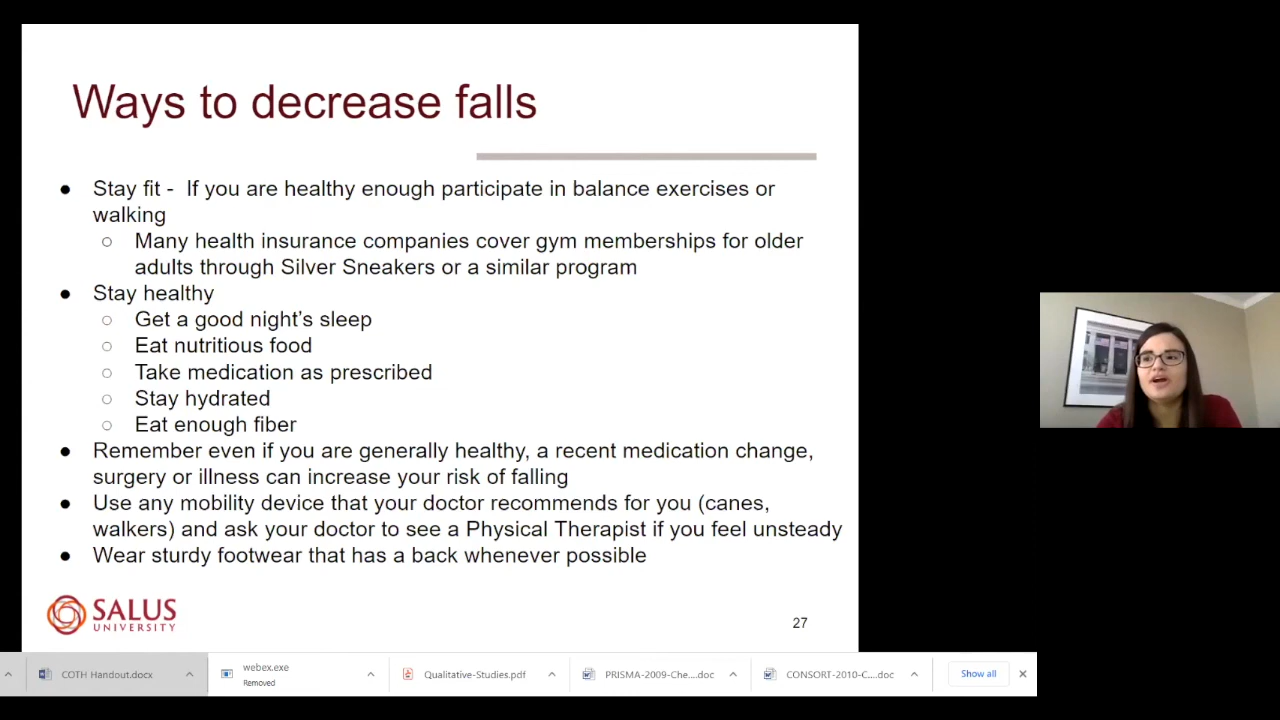 Ways to decrease falls
● Stay fit - If you are healthy enough participate in balance exercises or
walking
○ Many health insurance companies cover gym memberships for older
adults through Silver Sneakers or a similar program
● Stay healthy
○ Get a good night's sleep
○ Eat nutritious food
○ Take medication as prescribed
○ Stay hydrated
○ Eat enough fiber
● Remember even if you are generally healthy, a recent medication change,
surgery or illness can increase your risk of falling
● Use any mobility device that your doctor recommends for you (canes,
walkers) and ask your doctor to see a Physical Therapist if you feel unsteady
● Wear sturdy footwear that has a back whenever possible
SALUS
UNIVERSITY
27
COTH Handout.docx
webex.exe
Removed
Qualitative-Studies.pdf
PRISMA-2009-Che....doc
CONSORT-2010-C....doc
Show all